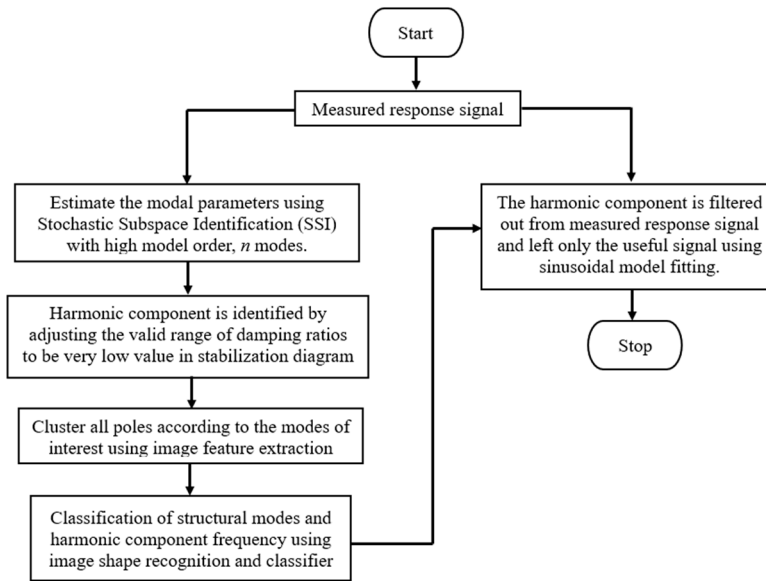 Start
Measured response signal
Estimate the modal parameters using
Stochastic Subspace Identification (SSI)
with high model order, n modes.
Harmonic component is identified by
adjusting the valid range of damping ratios
to be very low value in stabilization diagram
Cluster all poles according to the modes of
interest using image feature extraction
Classification of structural modes and
harmonic component frequency using
image shape recognition and classifier
The harmonic component is filtered
out from measured response signal
and left only the useful signal using
sinusoidal model fitting.
Stop